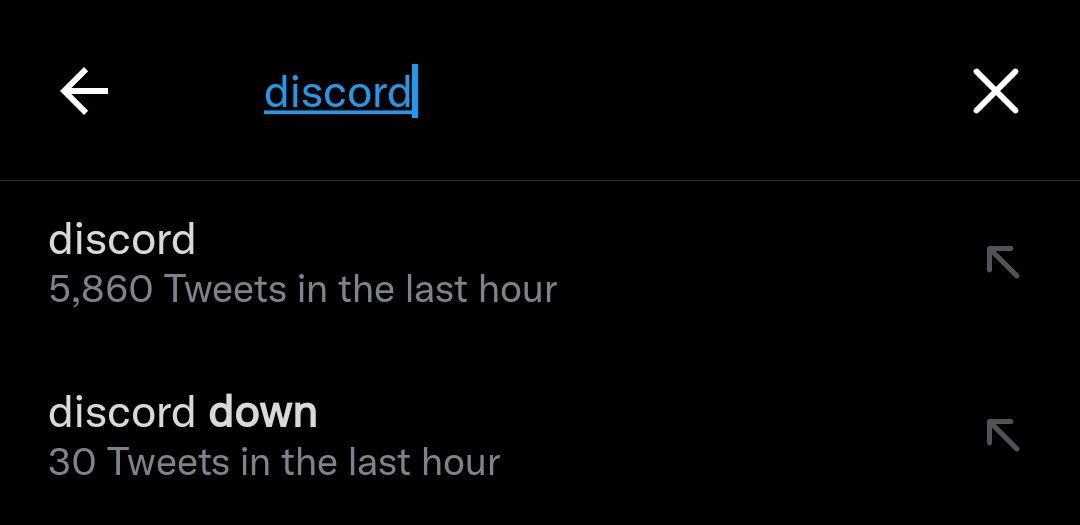 discord
discord
5,860 Tweets in the last hour
discord down
30 Tweets in the last hour